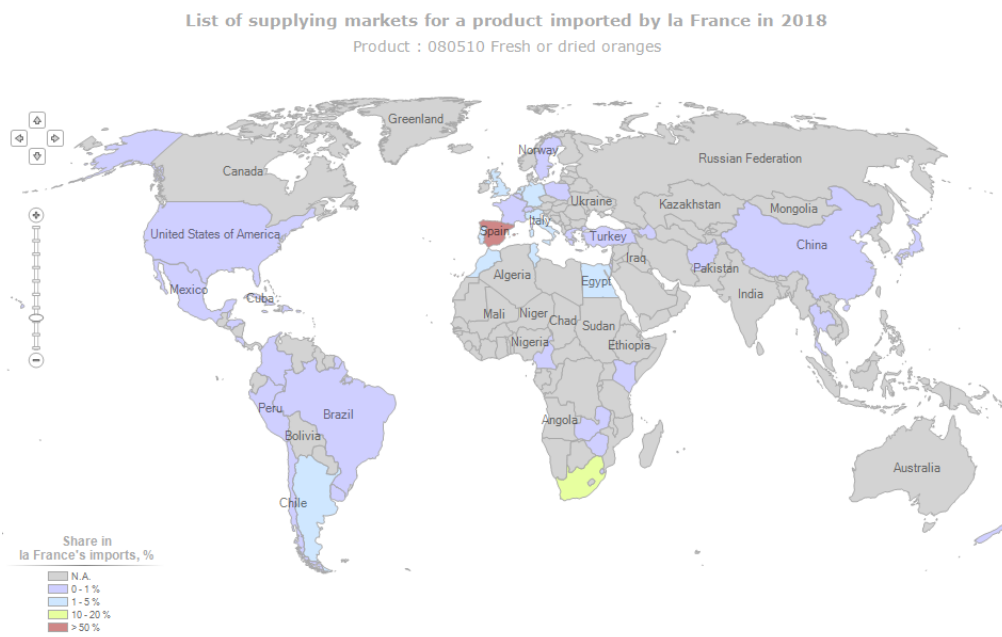 List of supplying markets for a product imported by la France in 2018
Product : 080510 Fresh or dried oranges
Greenland
Norway
Russian Federation
Canada
Ukraine
Kazakhstan
Mongolia
Italy
Spain
Turkey
United States of America
China
Iraq
Pakistan
Algeria
Egypt
Mexico
India
Cuba
Mali
Niger
Chad
Sudan
Nigeria
Ethiopia
Peru
Brazil
Angola
Bolivia
Australia
Chile
Share in
la France's imports, %
N.A.
0 - 1 %
1 - 5 %
10 - 20 %
> 50 %